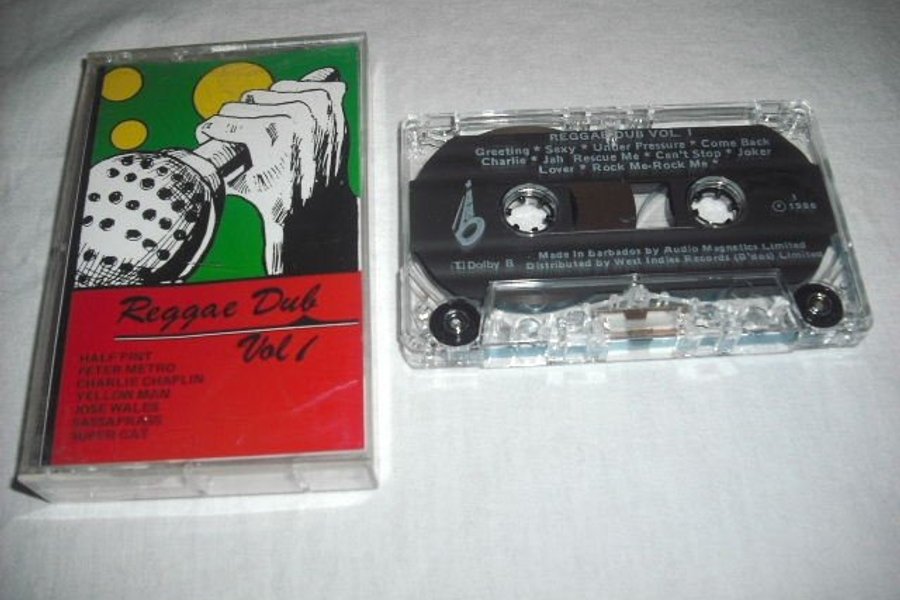 Reggae Dub
Vol 1
HALF PINT
PETER METRO
CHARLIE CHAPLIN
YELLOW MAN
JOSE WALES
SASSAFRASS
SUPER CAT
REGGAE DUB VOL. 1
Greeting * Sexy * Under Pressure * Come Back
Charlie * Jah Rescue Me * Can't Stop * Joker
Lover * Rock Me-Rock Me *
b
1
℗ 1986
Made in Barbados by Audio Magnetics Limited
Dolby B
Distributed by West Indies Records (B'dos) Limited